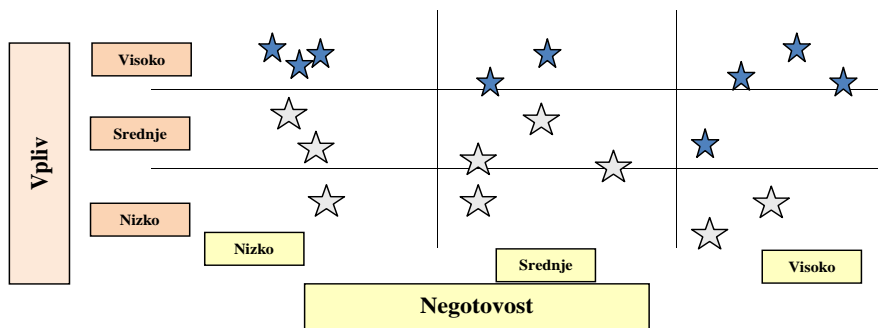 Vpliv
Visoko
Srednje
Nizko
Nizko
Srednje
Visoko
Negotovost